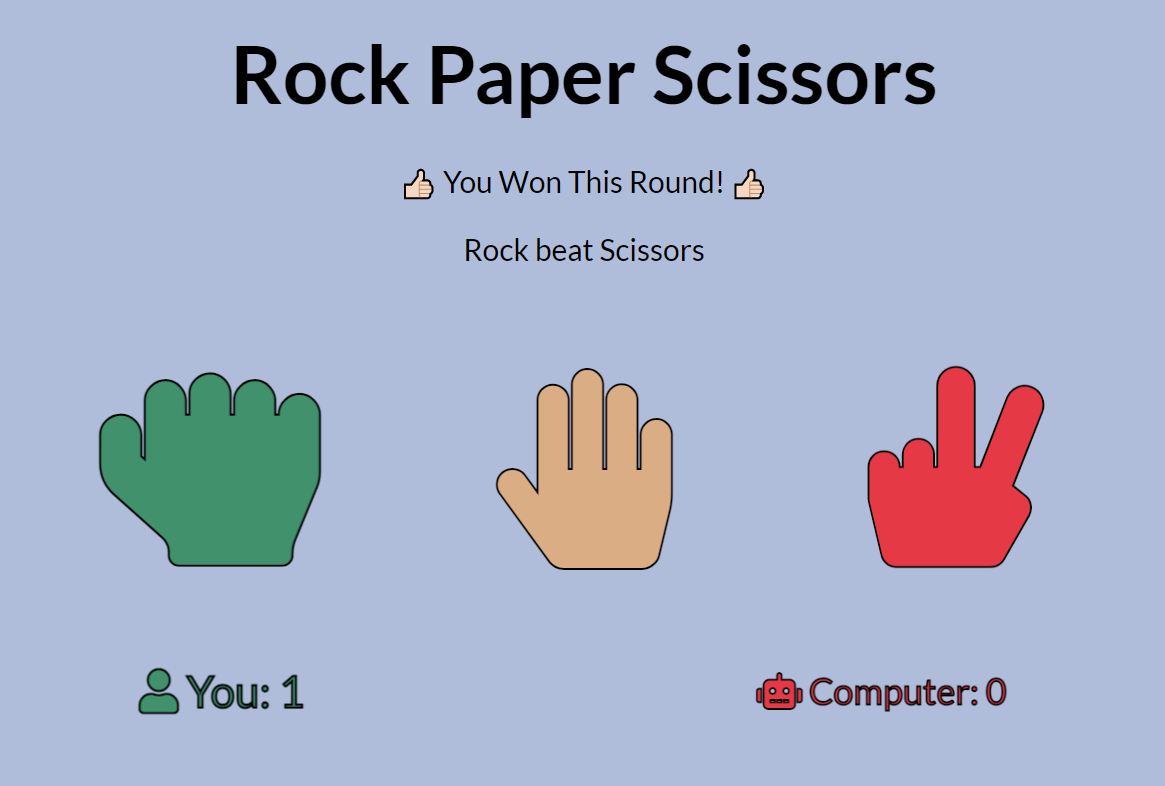 Rock Paper Scissors
👍🏻 You Won This Round! 👍🏻
Rock beat Scissors
You: 1
Computer: 0